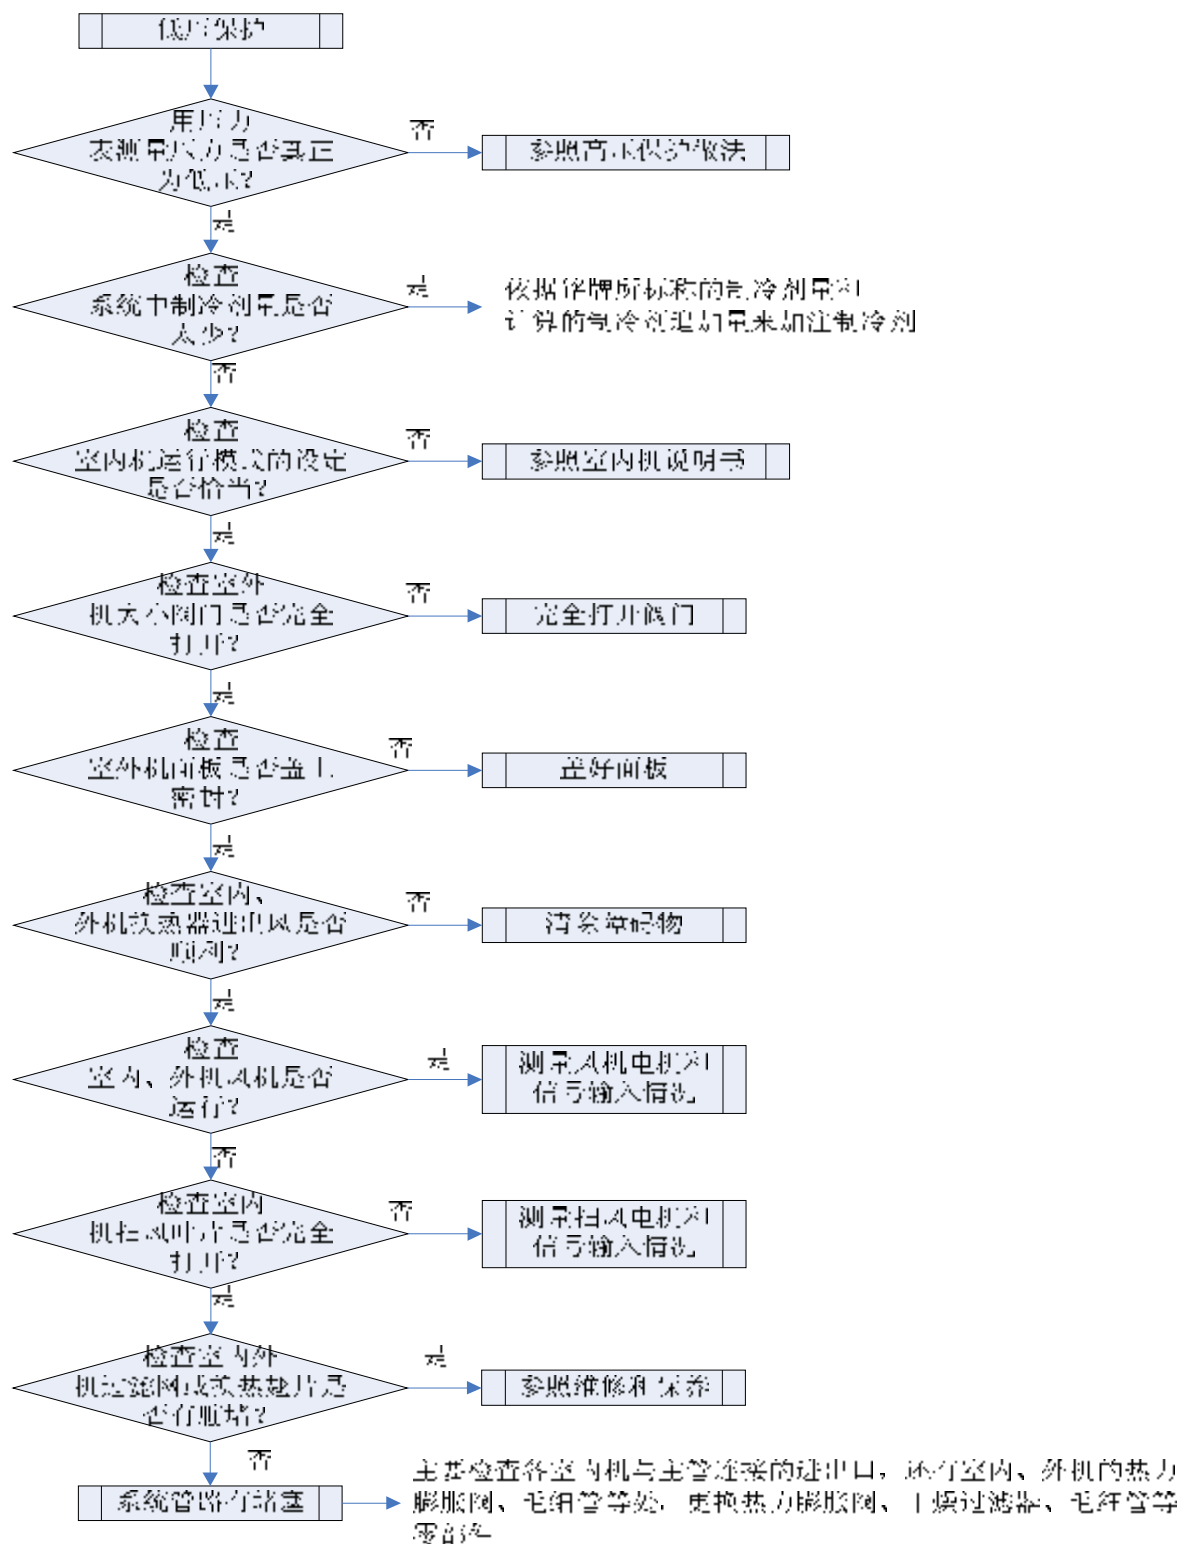 低压保护
用压力
表测量压力是否真正
为低压？
否
参照高压保护做法
是
检查
系统中制冷剂量是否
太少？
是
依据铭牌所标称的制冷剂量和
计算的制冷剂追加量来加注制冷剂
否
检查
室内机运行模式的设定
是否恰当？
否
参照室内机说明书
是
检查室外
机大小阀门是否完全
打开？
否
完全打开阀门
是
检查
室外机面板是否盖上
密封？
否
盖好面板
是
检查室内、
外机换热器进出风是否
顺利？
否
清除障碍物
是
检查
室内、外机风机是否
运行？
是
测量风机电机和
信号输入情况
否
检查室内
机扫风叶片是否完全
打开？
否
测量扫风电机和
信号输入情况
是
检查室内外
机过滤网或换热翅片是
否有脏堵？
是
参照维修和保养
否
系统管路有堵塞
主要检查各室内机与主管连接的进出口，还有室内、外机的热力
膨胀阀、毛细管等处，更换热力膨胀阀、干燥过滤器、毛细管等
零部件